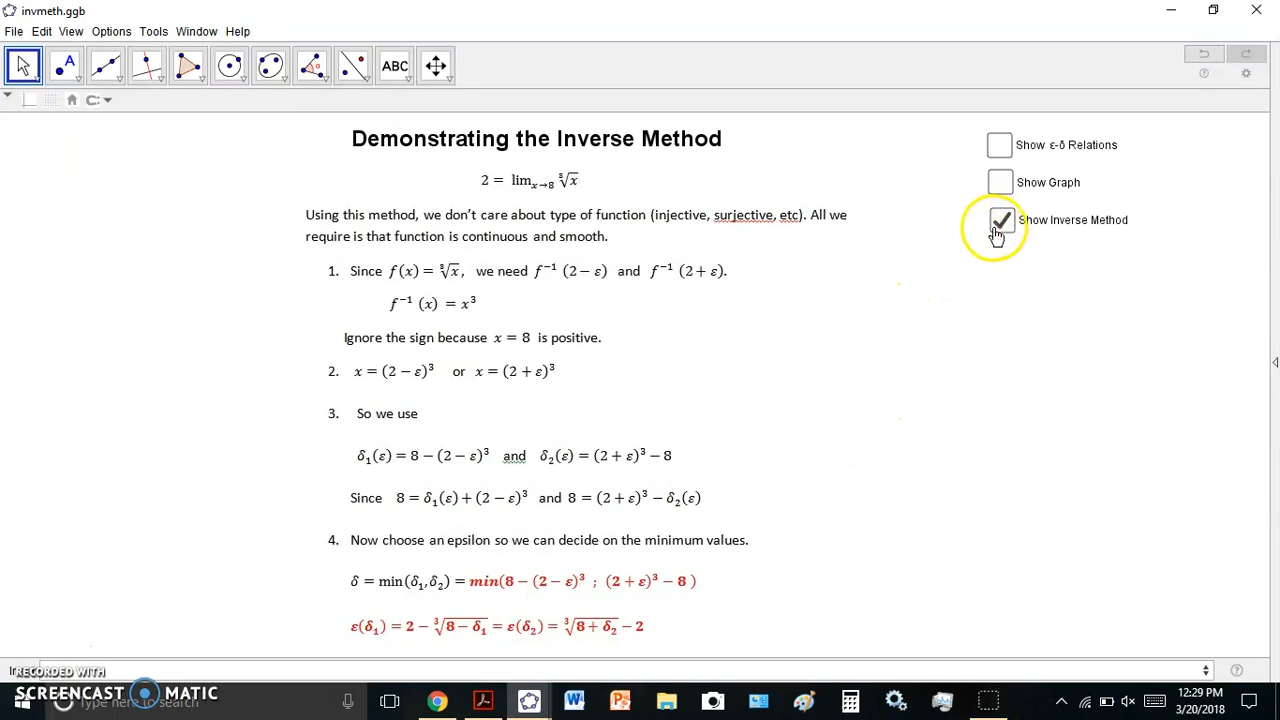 invmeth.ggb
File Edit View Options Tools Window Help
A ABC
Demonstrating the Inverse Method
2 = lim x→8 ∛x
Using this method, we don't care about type of function (injective, surjective, etc). All we
require is that function is continuous and smooth.
1. Since f(x) = ∛x, we need f⁻¹ (2 − ε) and f⁻¹ (2 + ε).
f⁻¹ (x) = x³
Ignore the sign because x = 8 is positive.
2. x = (2 − ε)³ or x = (2 + ε)³
3. So we use
δ₁(ε) = 8 − (2 − ε)³ and δ₂(ε) = (2 + ε)³ − 8
Since 8 = δ₁(ε) + (2 − ε)³ and 8 = (2 + ε)³ − δ₂(ε)
4. Now choose an epsilon so we can decide on the minimum values.
δ = min(δ₁, δ₂) = min(8 − (2 − ε)³ ; (2 + ε)³ − 8 )
ε(δ₁) = 2 − ∛8 − δ₁ = ε(δ₂) = ∛8 + δ₂ − 2
Show ε-δ Relations
Show Graph
Show Inverse Method
RECORDED WITH
SCREENCAST MATIC
Type here to search
12:29 PM
3/20/2018